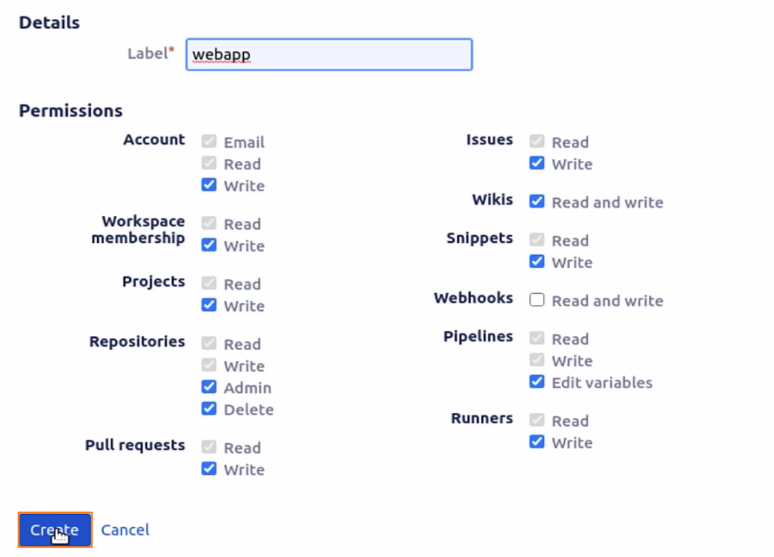 Details
Label*
webapp
Permissions
Account
Email
Read
Write
Workspace
membership
Read
Write
Projects
Read
Write
Repositories
Read
Write
Admin
Delete
Pull requests
Read
Write
Issues
Read
Write
Wikis
Read and write
Snippets
Read
Write
Webhooks
Read and write
Pipelines
Read
Write
Edit variables
Runners
Read
Write
Create
Cancel